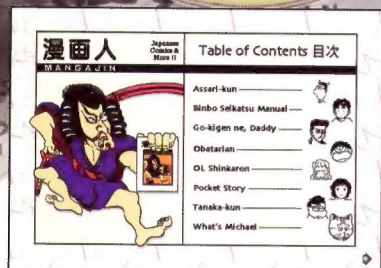 漫画人
MANGAJIN
Japanese
Comics &
More !!
Table of Contents 目次
Assari-kun
Binbo Seikatsu Manual
Go-kigen ne, Daddy
Obatarian
OL Shinkaron
Pocket Story
Tanaka-kun
What's Michael